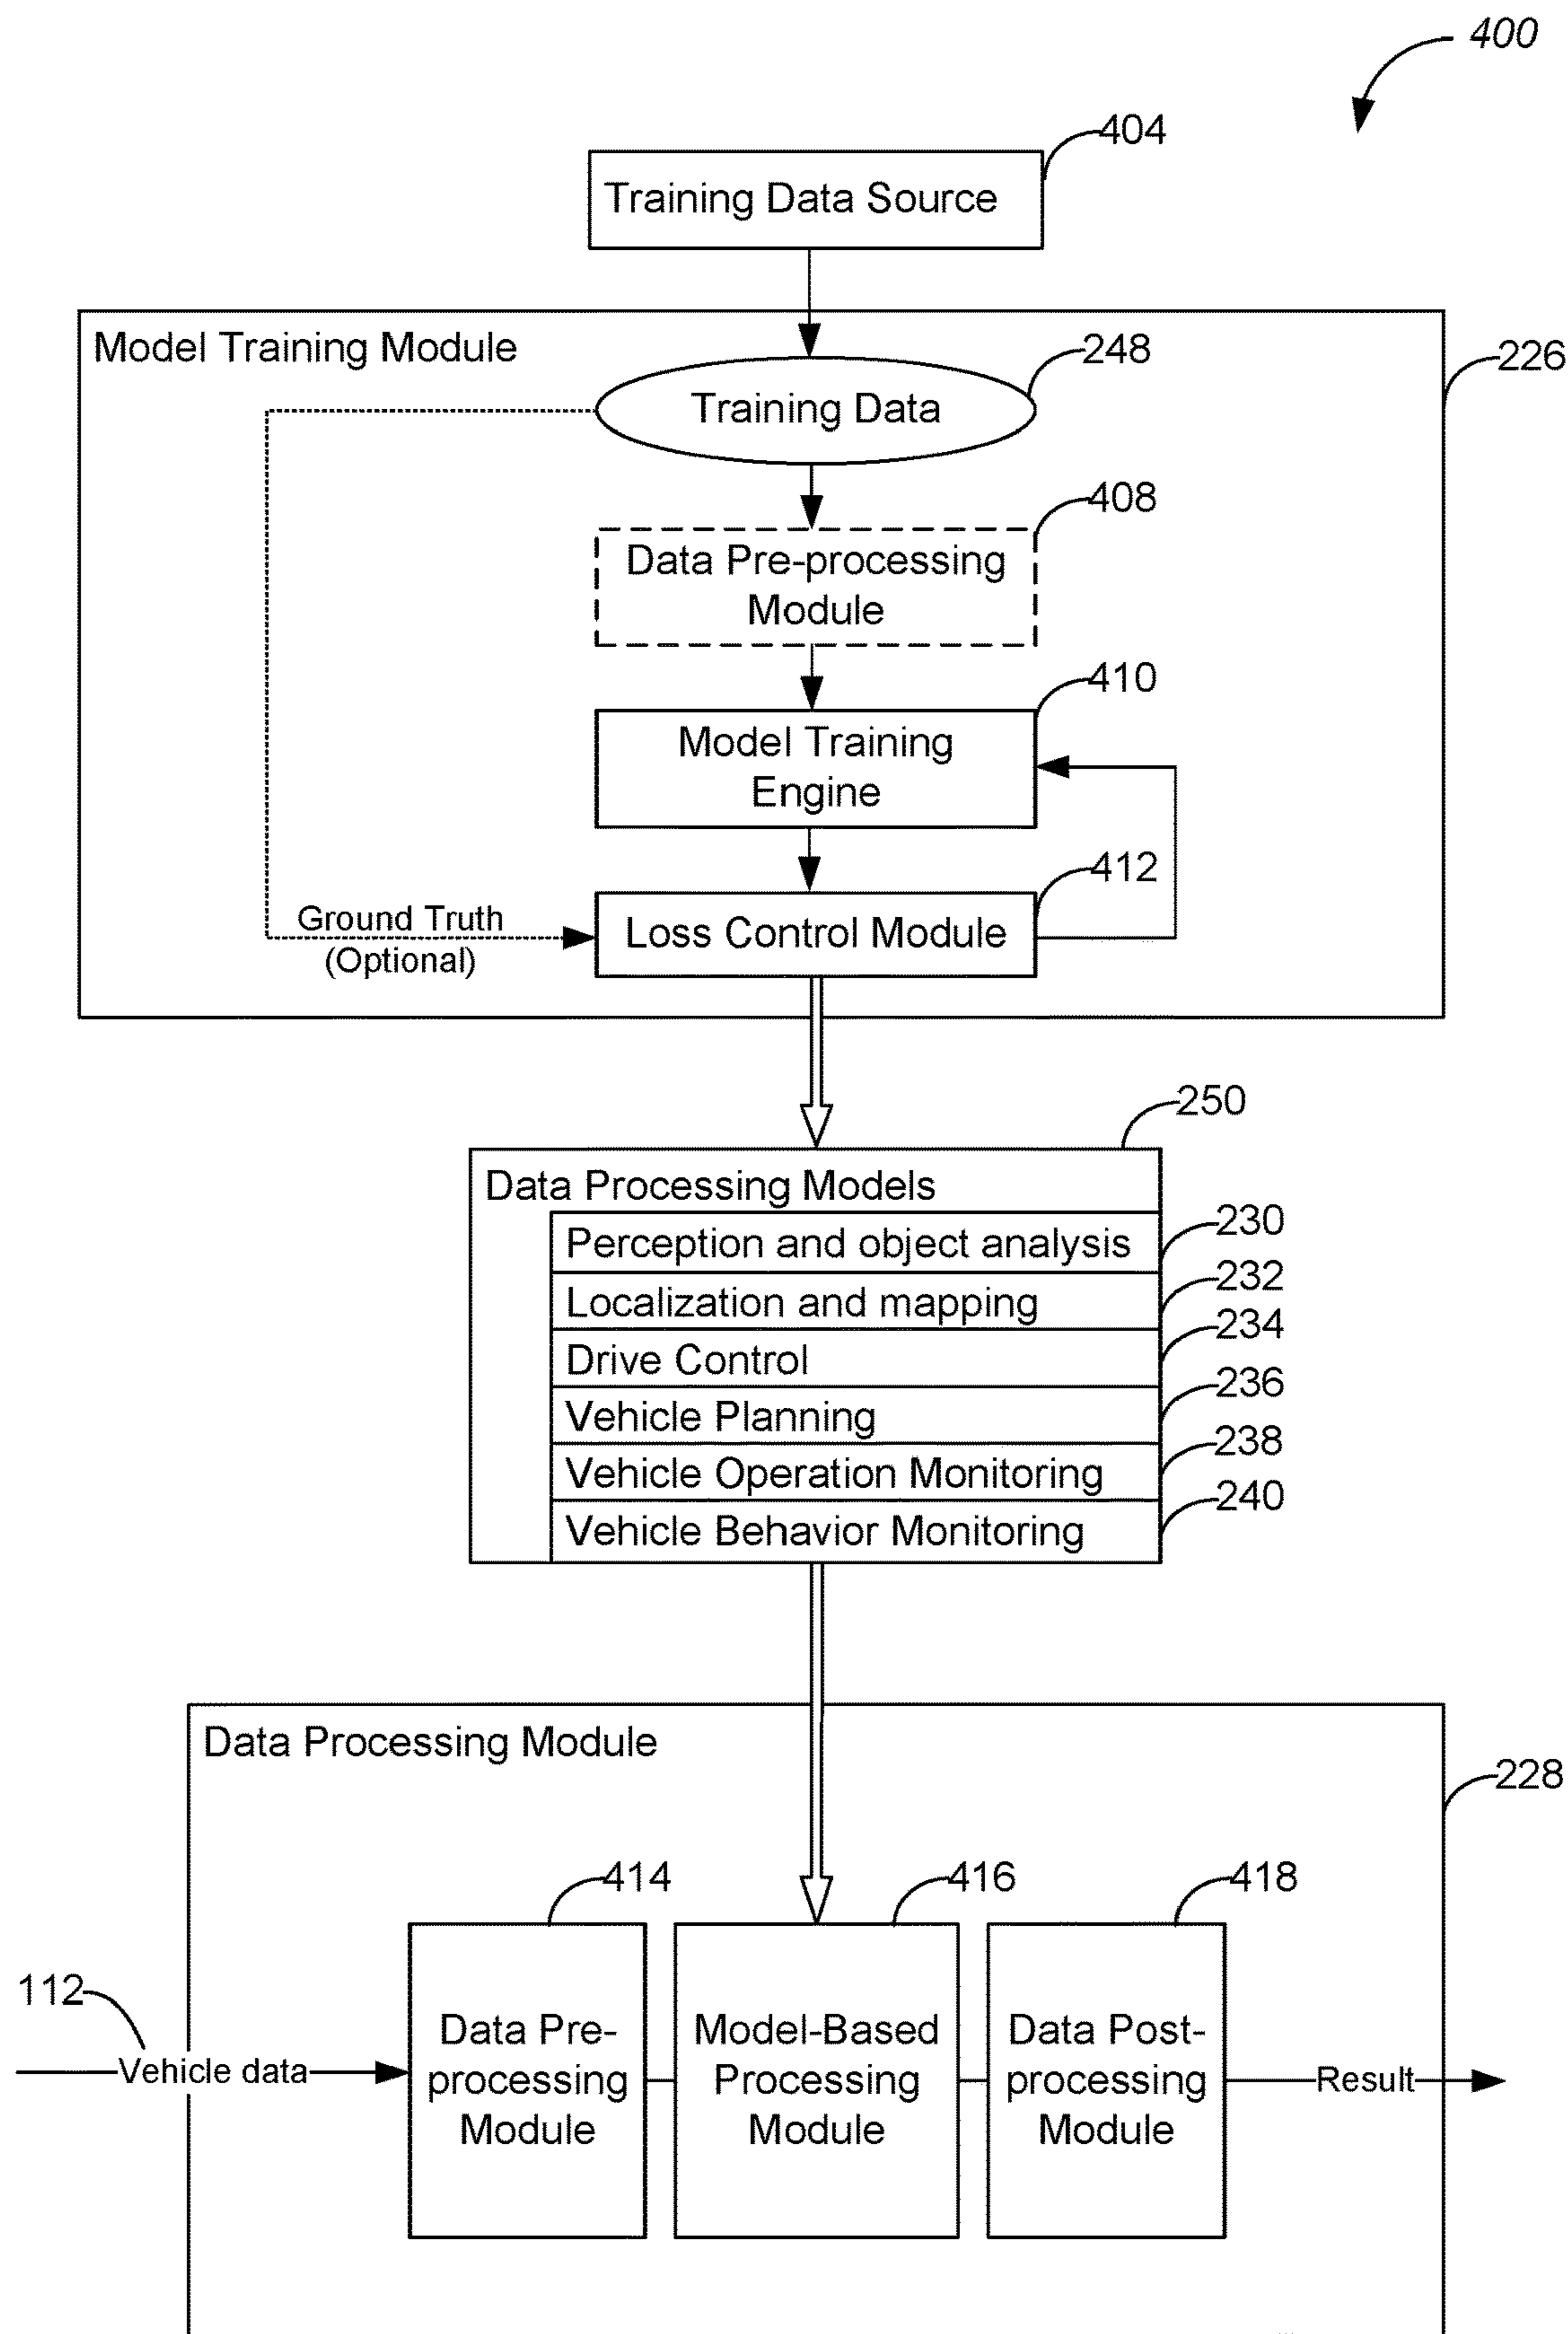 400
404
Training Data Source
Model Training Module
226
248
Training Data
408
Data Pre-processing
Module
410
Model Training
Engine
412
Ground Truth
(Optional)
Loss Control Module
250
Data Processing Models
Perception and object analysis
230
Localization and mapping
232
Drive Control
234
Vehicle Planning
236
Vehicle Operation Monitoring
238
Vehicle Behavior Monitoring
240
Data Processing Module
228
414
416
418
112
Vehicle data
Data Pre-
processing
Module
Model-Based
Processing
Module
Data Post-
processing
Module
Result